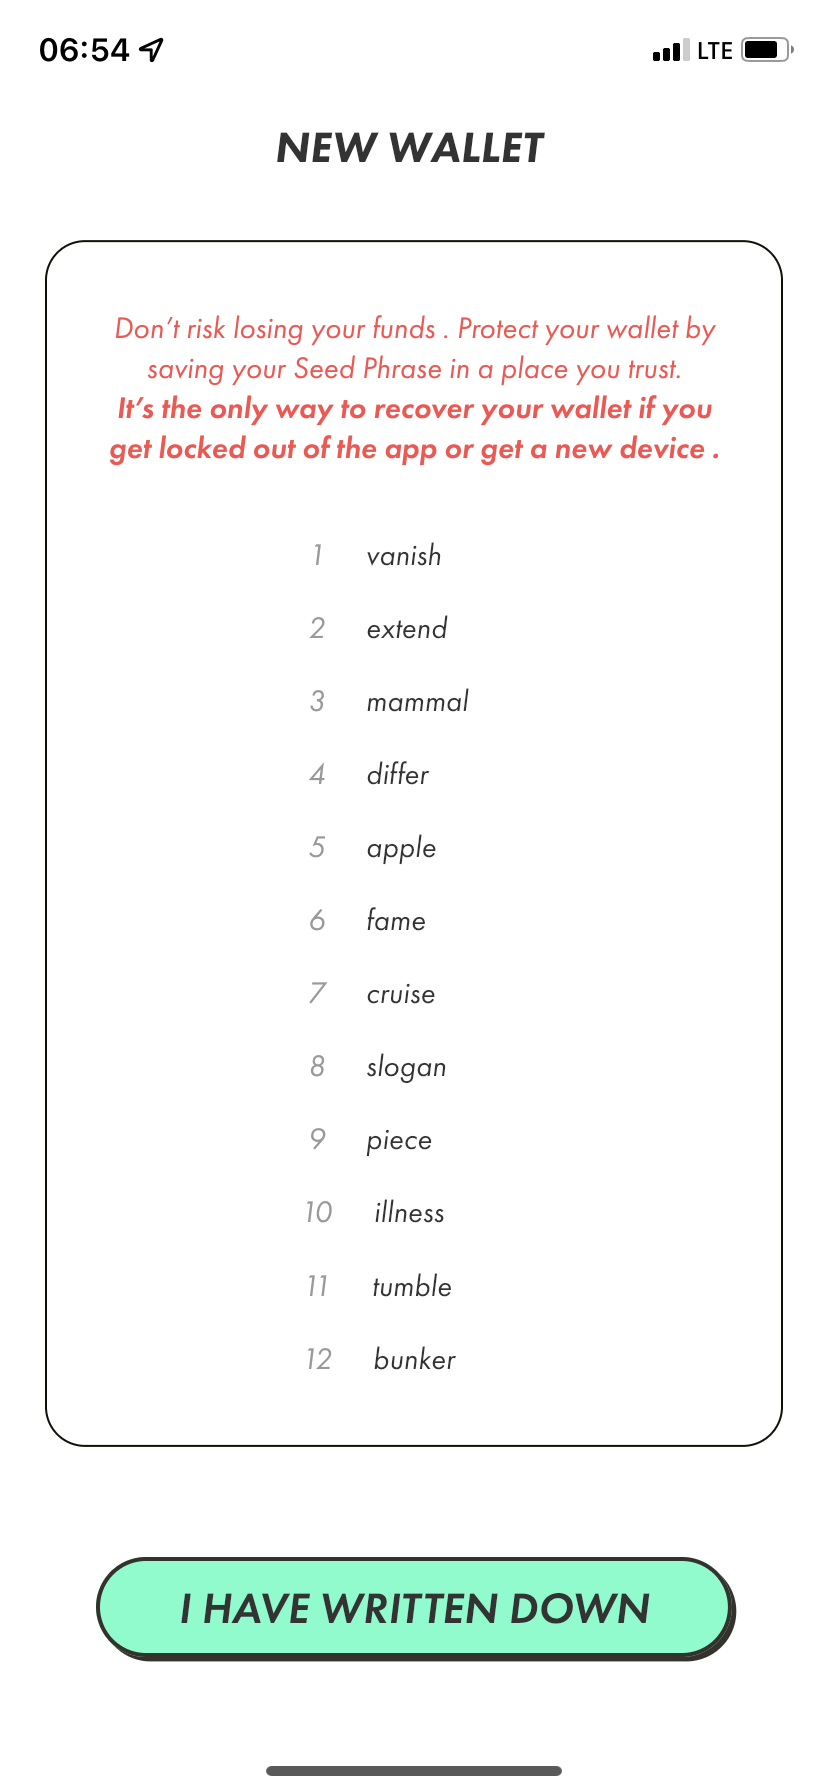 06:54
LTE
NEW WALLET
Don't risk losing your funds . Protect your wallet by
saving your Seed Phrase in a place you trust.
It's the only way to recover your wallet if you
get locked out of the app or get a new device .
1 vanish
2 extend
3 mammal
4 differ
5 apple
6 fame
7 cruise
8 slogan
9 piece
10 illness
11 tumble
12 bunker
I HAVE WRITTEN DOWN